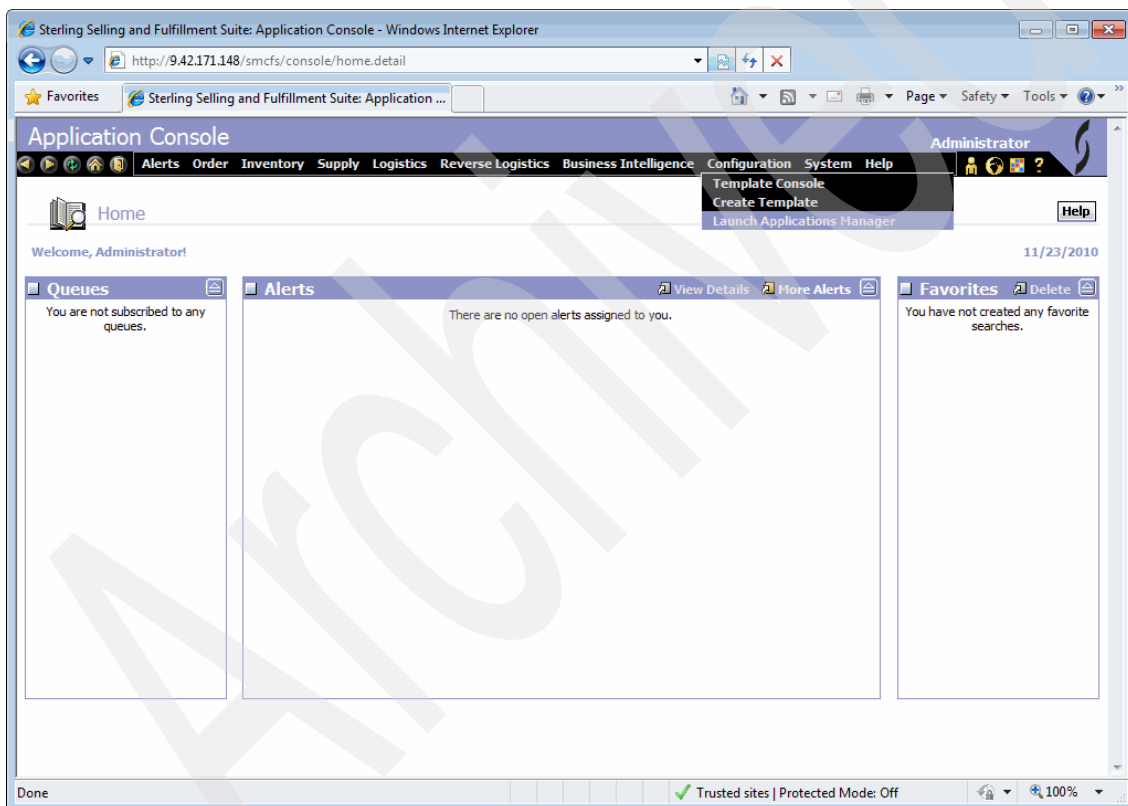 Sterling Selling and Fulfillment Suite: Application Console - Windows Internet Explorer
http://9.42.171.148/smcfs/console/home.detail
Favorites Sterling Selling and Fulfillment Suite: Application ... Page Safety Tools
Application Console Administrator
Alerts Order Inventory Supply Logistics Reverse Logistics Business Intelligence Configuration System Help
Template Console
Create Template
Launch Applications Manager
Home Help
Welcome, Administrator! 11/23/2010
Queues Alerts View Details More Alerts Favorites Delete
You are not subscribed to any There are no open alerts assigned to you. You have not created any favorite
queues. searches.
Archived
Done Trusted sites | Protected Mode: Off 100%